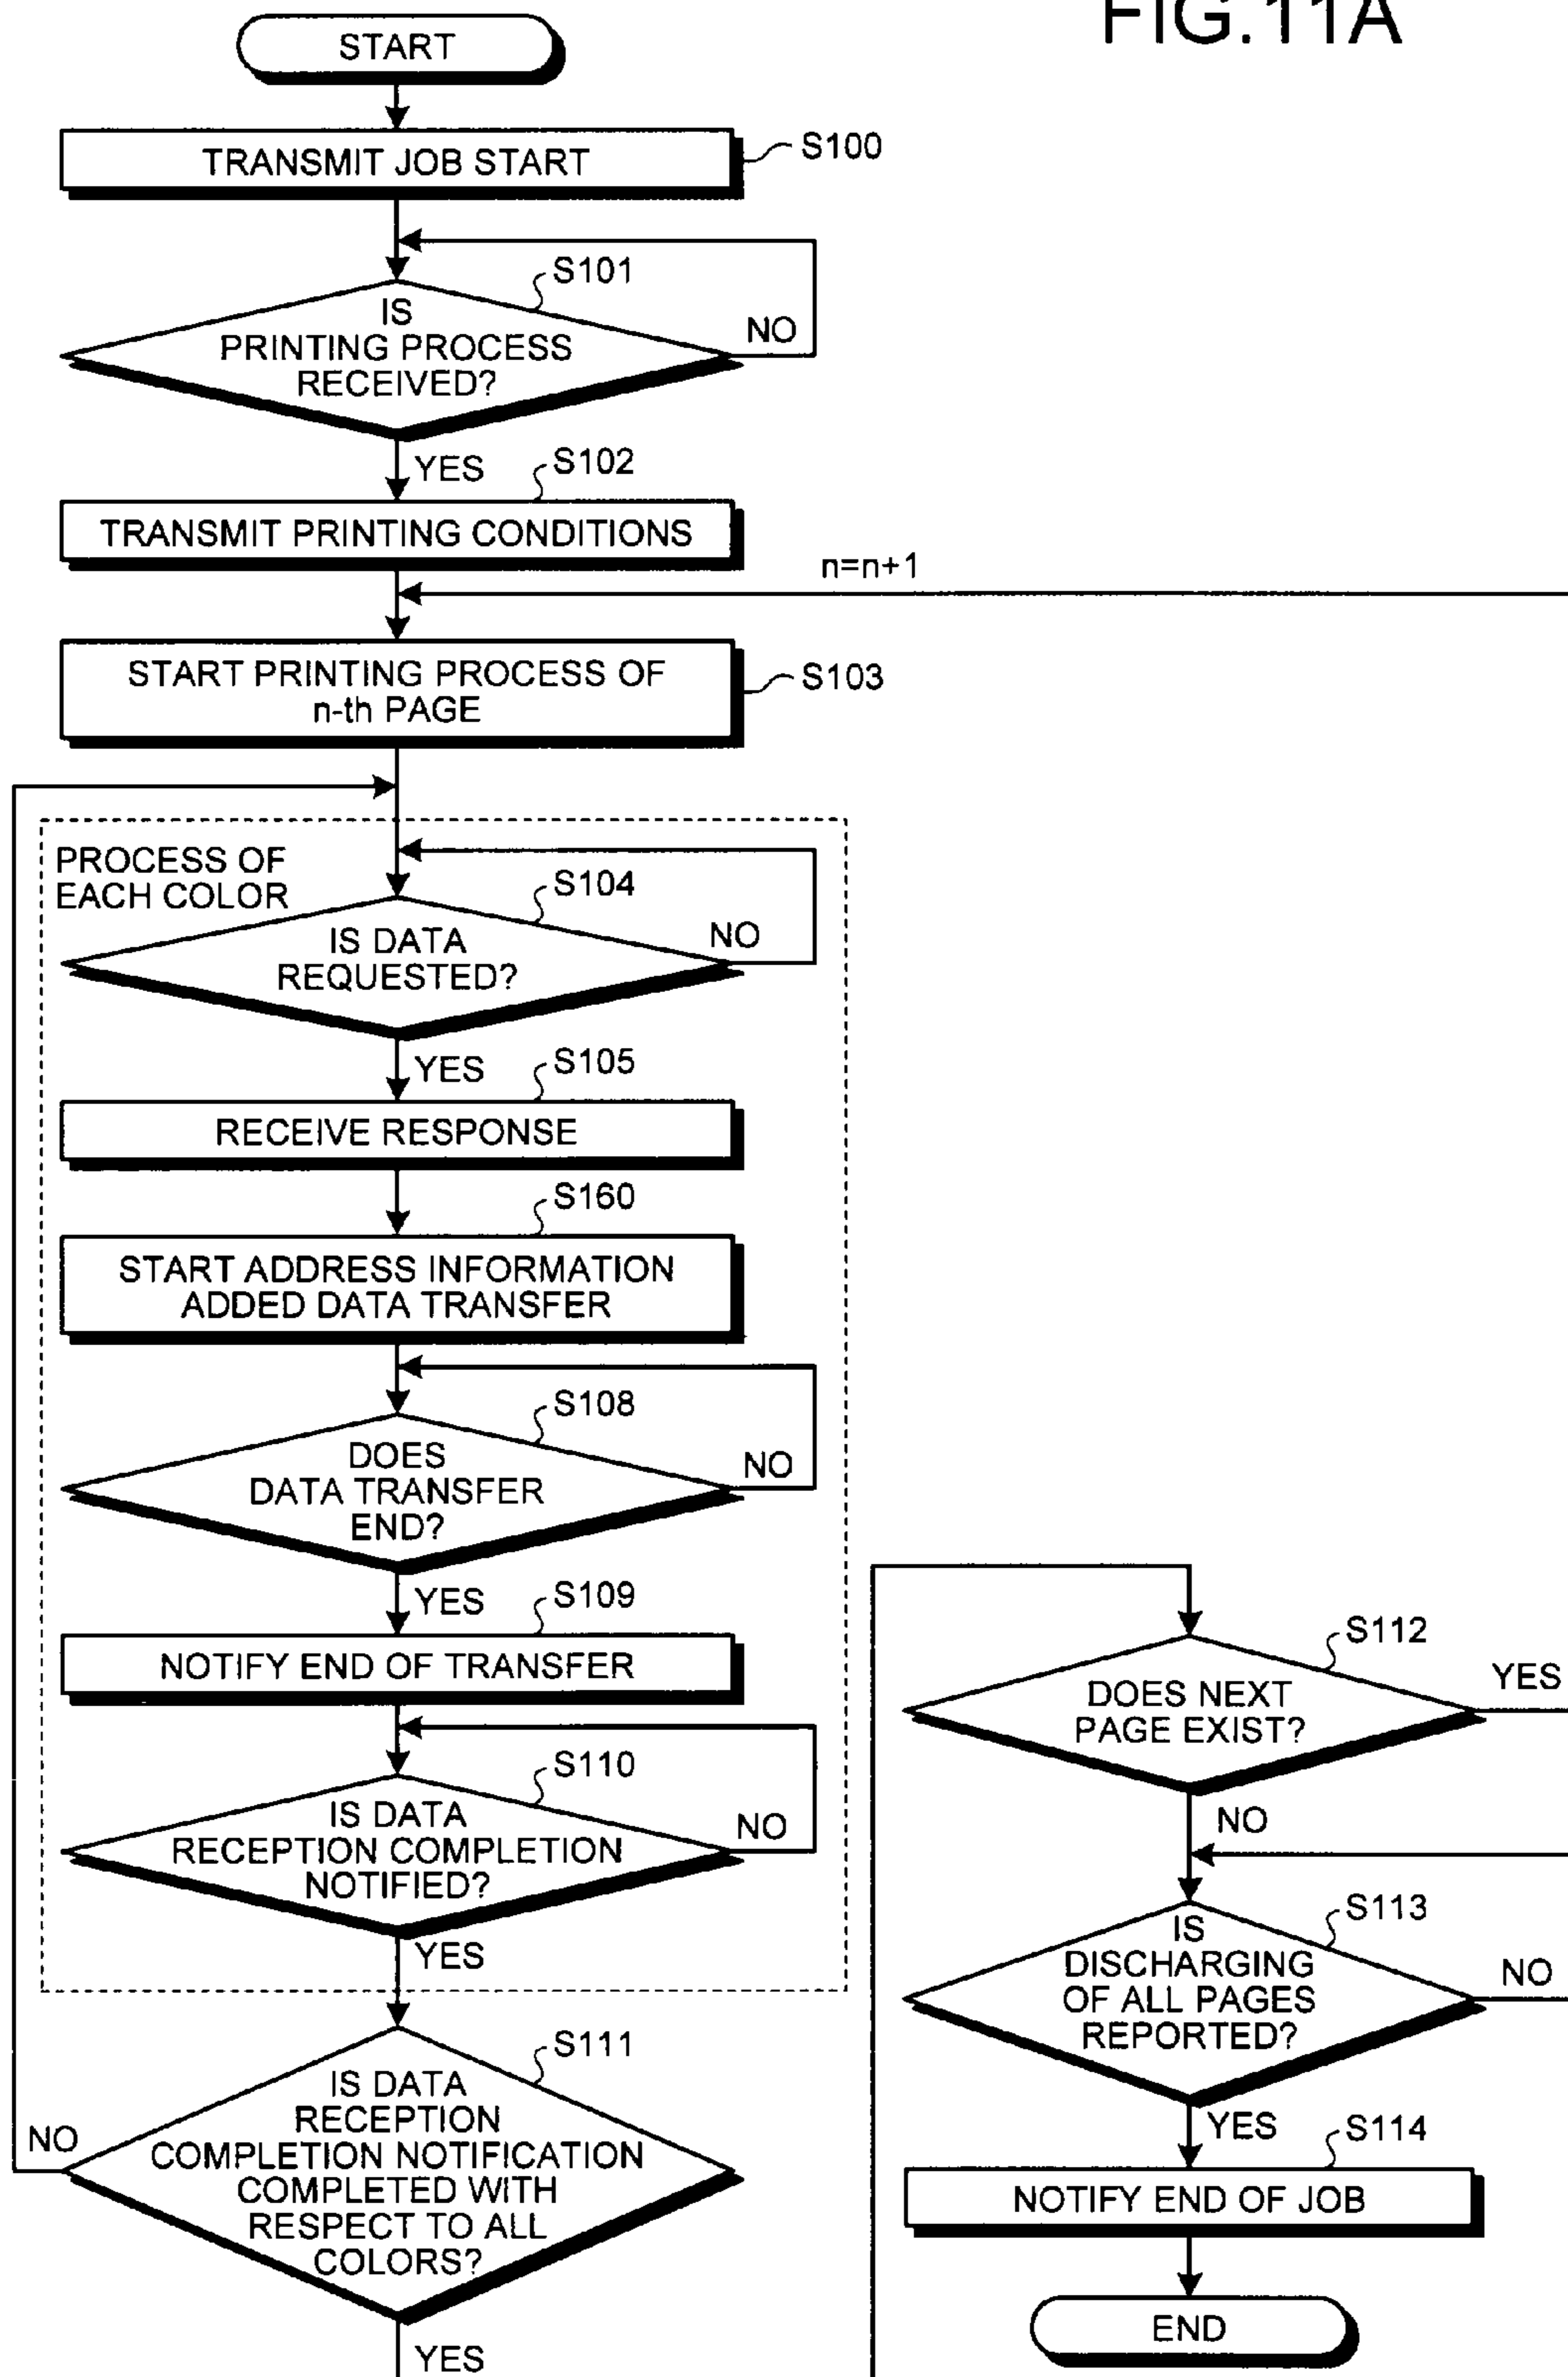 FIG.11A
START
TRANSMIT JOB START
S100
S101
IS
PRINTING PROCESS
RECEIVED?
NO
YES
S102
TRANSMIT PRINTING CONDITIONS
n=n+1
START PRINTING PROCESS OF
n-th PAGE
S103
PROCESS OF
EACH COLOR
S104
IS DATA
REQUESTED?
NO
YES
S105
RECEIVE RESPONSE
S160
START ADDRESS INFORMATION
ADDED DATA TRANSFER
S108
DOES
DATA TRANSFER
END?
NO
YES
S109
NOTIFY END OF TRANSFER
S110
IS DATA
RECEPTION COMPLETION
NOTIFIED?
NO
YES
S111
IS DATA
RECEPTION
COMPLETION NOTIFICATION
COMPLETED WITH
RESPECT TO ALL
COLORS?
NO
YES
S112
DOES NEXT
PAGE EXIST?
YES
NO
S113
IS
DISCHARGING
OF ALL PAGES
REPORTED?
NO
YES
S114
NOTIFY END OF JOB
END